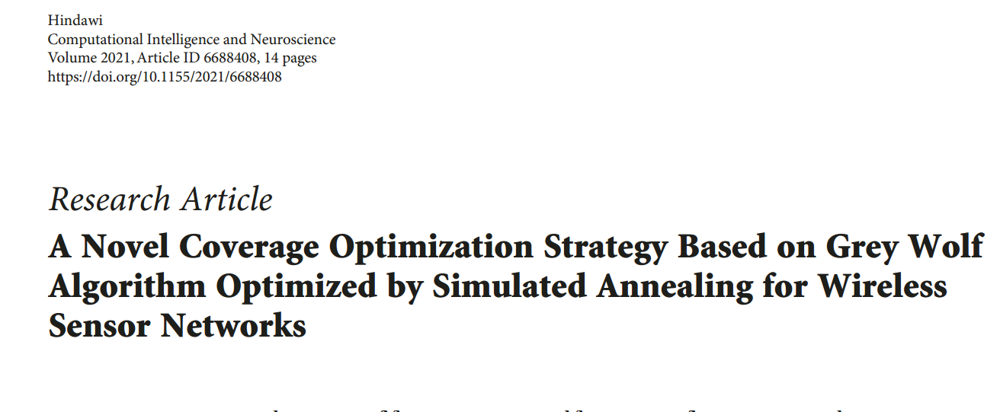 Hindawi
Computational Intelligence and Neuroscience
Volume 2021, Article ID 6688408, 14 pages
https://doi.org/10.1155/2021/6688408
Research Article
A Novel Coverage Optimization Strategy Based on Grey Wolf
Algorithm Optimized by Simulated Annealing for Wireless
Sensor Networks